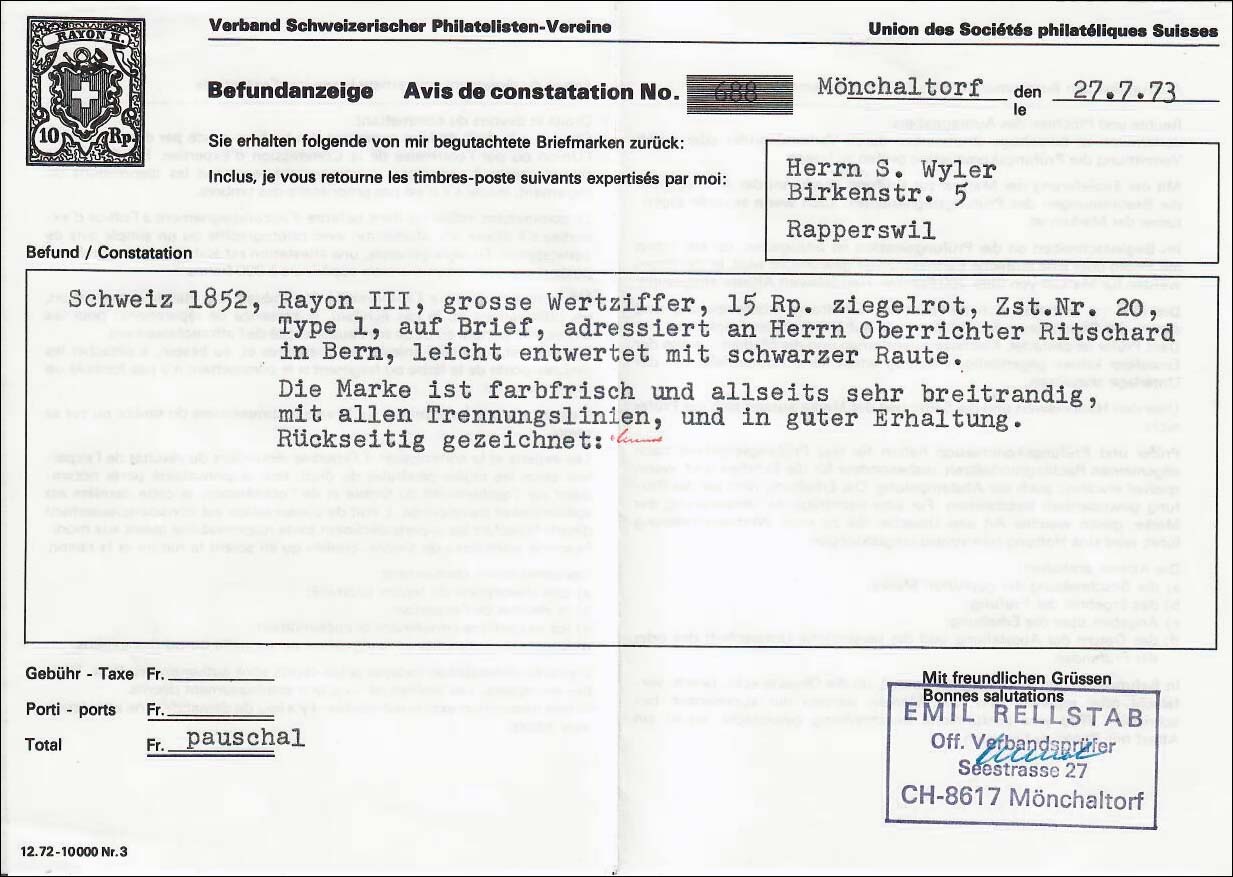 RAYON II.
10 Rp.
Verband Schweizerischer Philatelisten-Vereine
Union des Sociétés philatéliques Suisses
Befundanzeige Avis de constatation No. 688
Mönchaltorf den 27.7.73
le
Sie erhalten folgende von mir begutachtete Briefmarken zurück:
Inclus, je vous retourne les timbres-poste suivants expertisés par moi:
Herrn S. Wyler
Birkenstr. 5
Rapperswil
Befund / Constatation
Schweiz 1852, Rayon III, grosse Wertziffer, 15 Rp. ziegelrot, Zst.Nr. 20,
Type 1, auf Brief, adressiert an Herrn Oberrichter Ritschard
in Bern, leicht entwertet mit schwarzer Raute.
Die Marke ist farbfrisch und allseits sehr breitrandig,
mit allen Trennungslinien, und in guter Erhaltung.
Rückseitig gezeichnet:
Gebühr - Taxe Fr.
Porti - ports Fr.
Total Fr. pauschal
Mit freundlichen Grüssen
Bonnes salutations
EMIL RELLSTAB
Off. Verbandsprüfer
Seestrasse 27
CH-8617 Mönchaltorf
12.72-10000 Nr.3